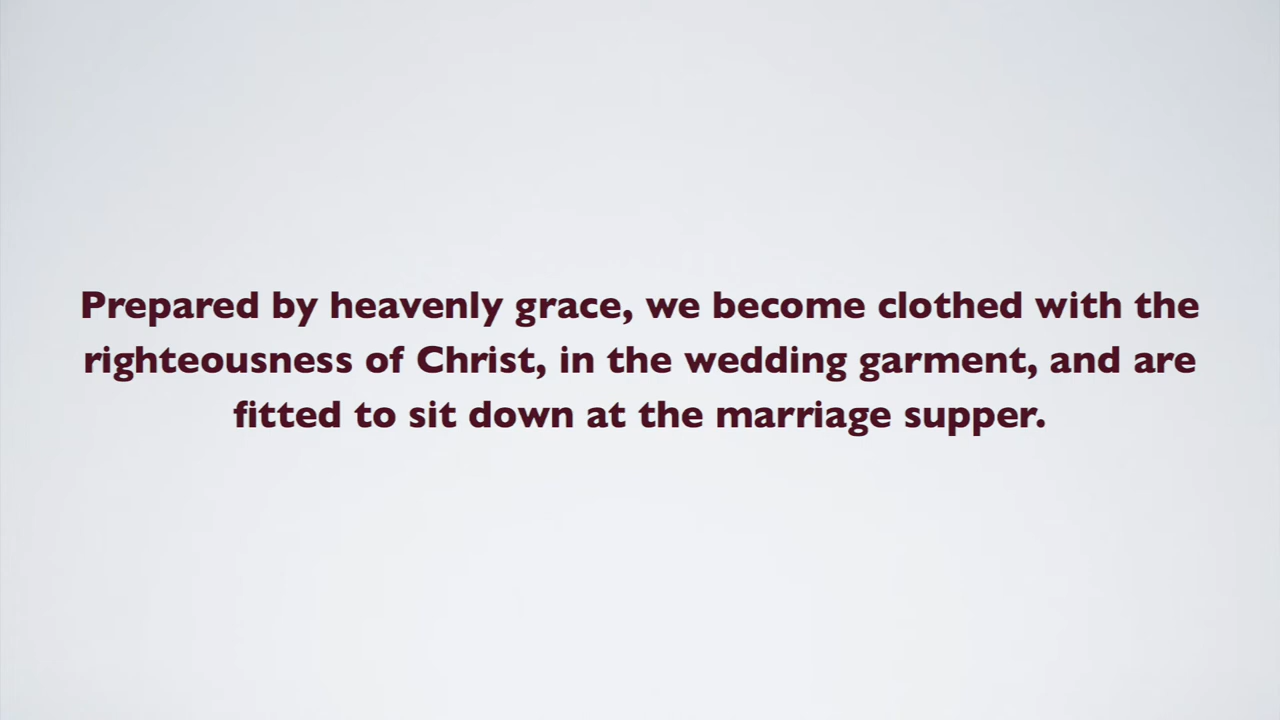 Prepared by heavenly grace, we become clothed with the
righteousness of Christ, in the wedding garment, and are
fitted to sit down at the marriage supper.